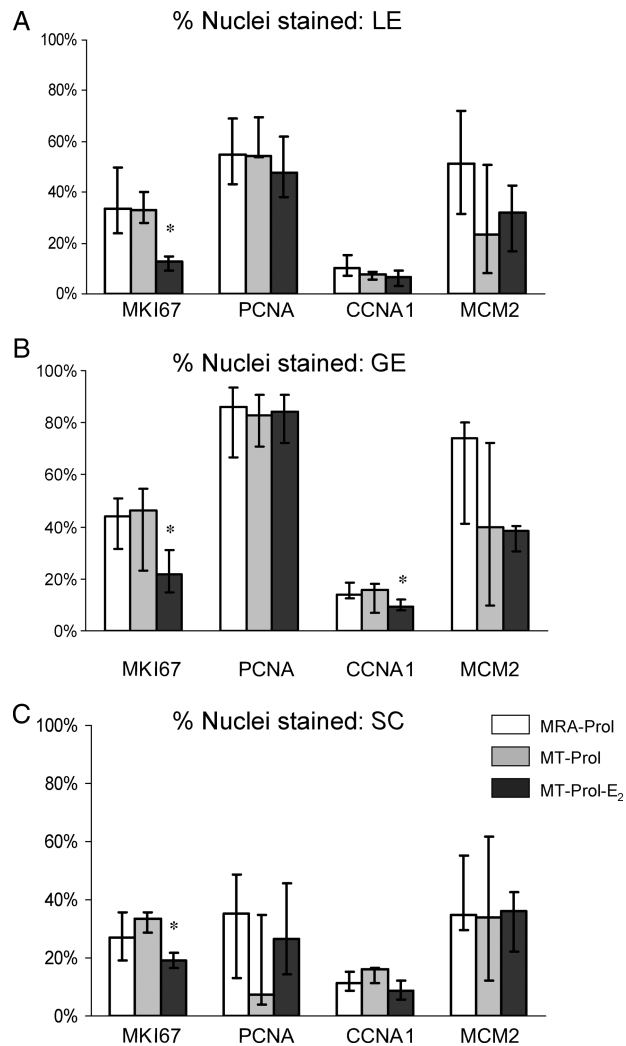 A
% Nuclei stained: LE
100%
80%
60%
40%
20%
0%
*
MKI67 PCNA CCNA1 MCM2
B
% Nuclei stained: GE
100%
80%
60%
40%
20%
0%
* *
MKI67 PCNA CCNA1 MCM2
C
% Nuclei stained: SC
100%
80%
60%
40%
20%
0%
*
MRA-Prol
MT-Prol
MT-Prol-E₂
MKI67 PCNA CCNA1 MCM2